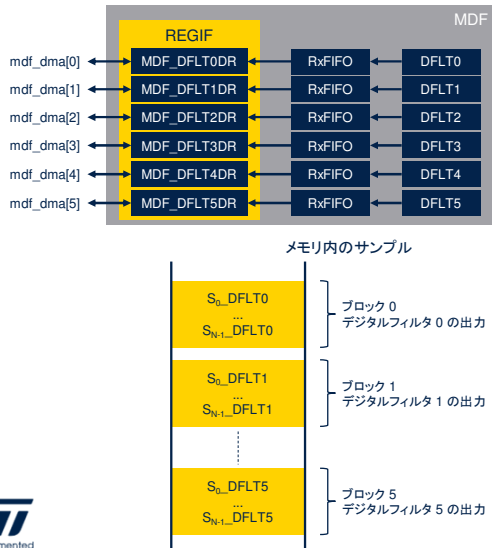 MDF
REGIF
mdf_dma[0] MDF_DFLT0DR RxFIFO DFLT0
mdf_dma[1] MDF_DFLT1DR RxFIFO DFLT1
mdf_dma[2] MDF_DFLT2DR RxFIFO DFLT2
mdf_dma[3] MDF_DFLT3DR RxFIFO DFLT3
mdf_dma[4] MDF_DFLT4DR RxFIFO DFLT4
mdf_dma[5] MDF_DFLT5DR RxFIFO DFLT5
メモリ内のサンプル
S0_DFLT0
...
SN-1_DFLT0
ブロック 0
デジタルフィルタ 0 の出力
S0_DFLT1
...
SN-1_DFLT1
ブロック 1
デジタルフィルタ 1 の出力
S0_DFLT5
...
SN-1_DFLT5
ブロック 5
デジタルフィルタ 5 の出力